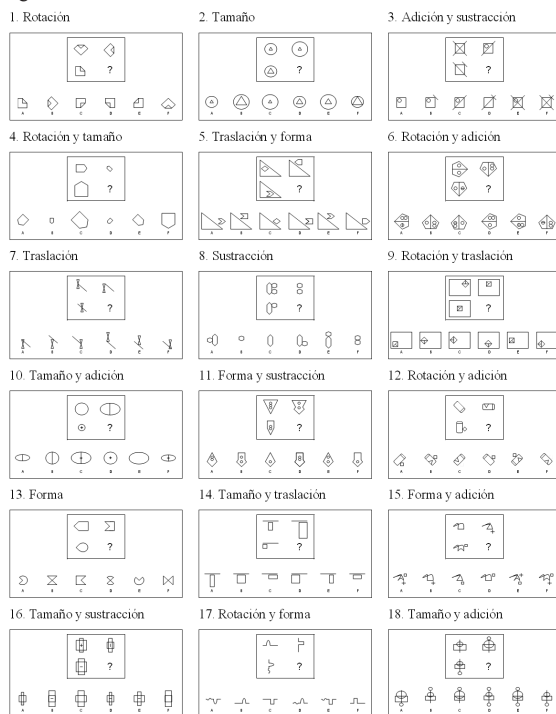 1. Rotación
2. Tamaño
3. Adición y sustracción
?
?
?
A B C D E F
A B C D E F
A B C D E F
4. Rotación y tamaño
5. Traslación y forma
6. Rotación y adición
?
?
?
A B C D E F
A B C D E F
A B C D E F
7. Traslación
8. Sustracción
9. Rotación y traslación
?
?
?
A B C D E F
A B C D E F
A B C D E F
10. Tamaño y adición
11. Forma y sustracción
12. Rotación y adición
?
?
?
A B C D E F
A B C D E F
A B C D E F
13. Forma
14. Tamaño y traslación
15. Forma y adición
?
?
?
A B C D E F
A B C D E F
A B C D E F
16. Tamaño y sustracción
17. Rotación y forma
18. Tamaño y adición
?
?
?
A B C D E F
A B C D E F
A B C D E F